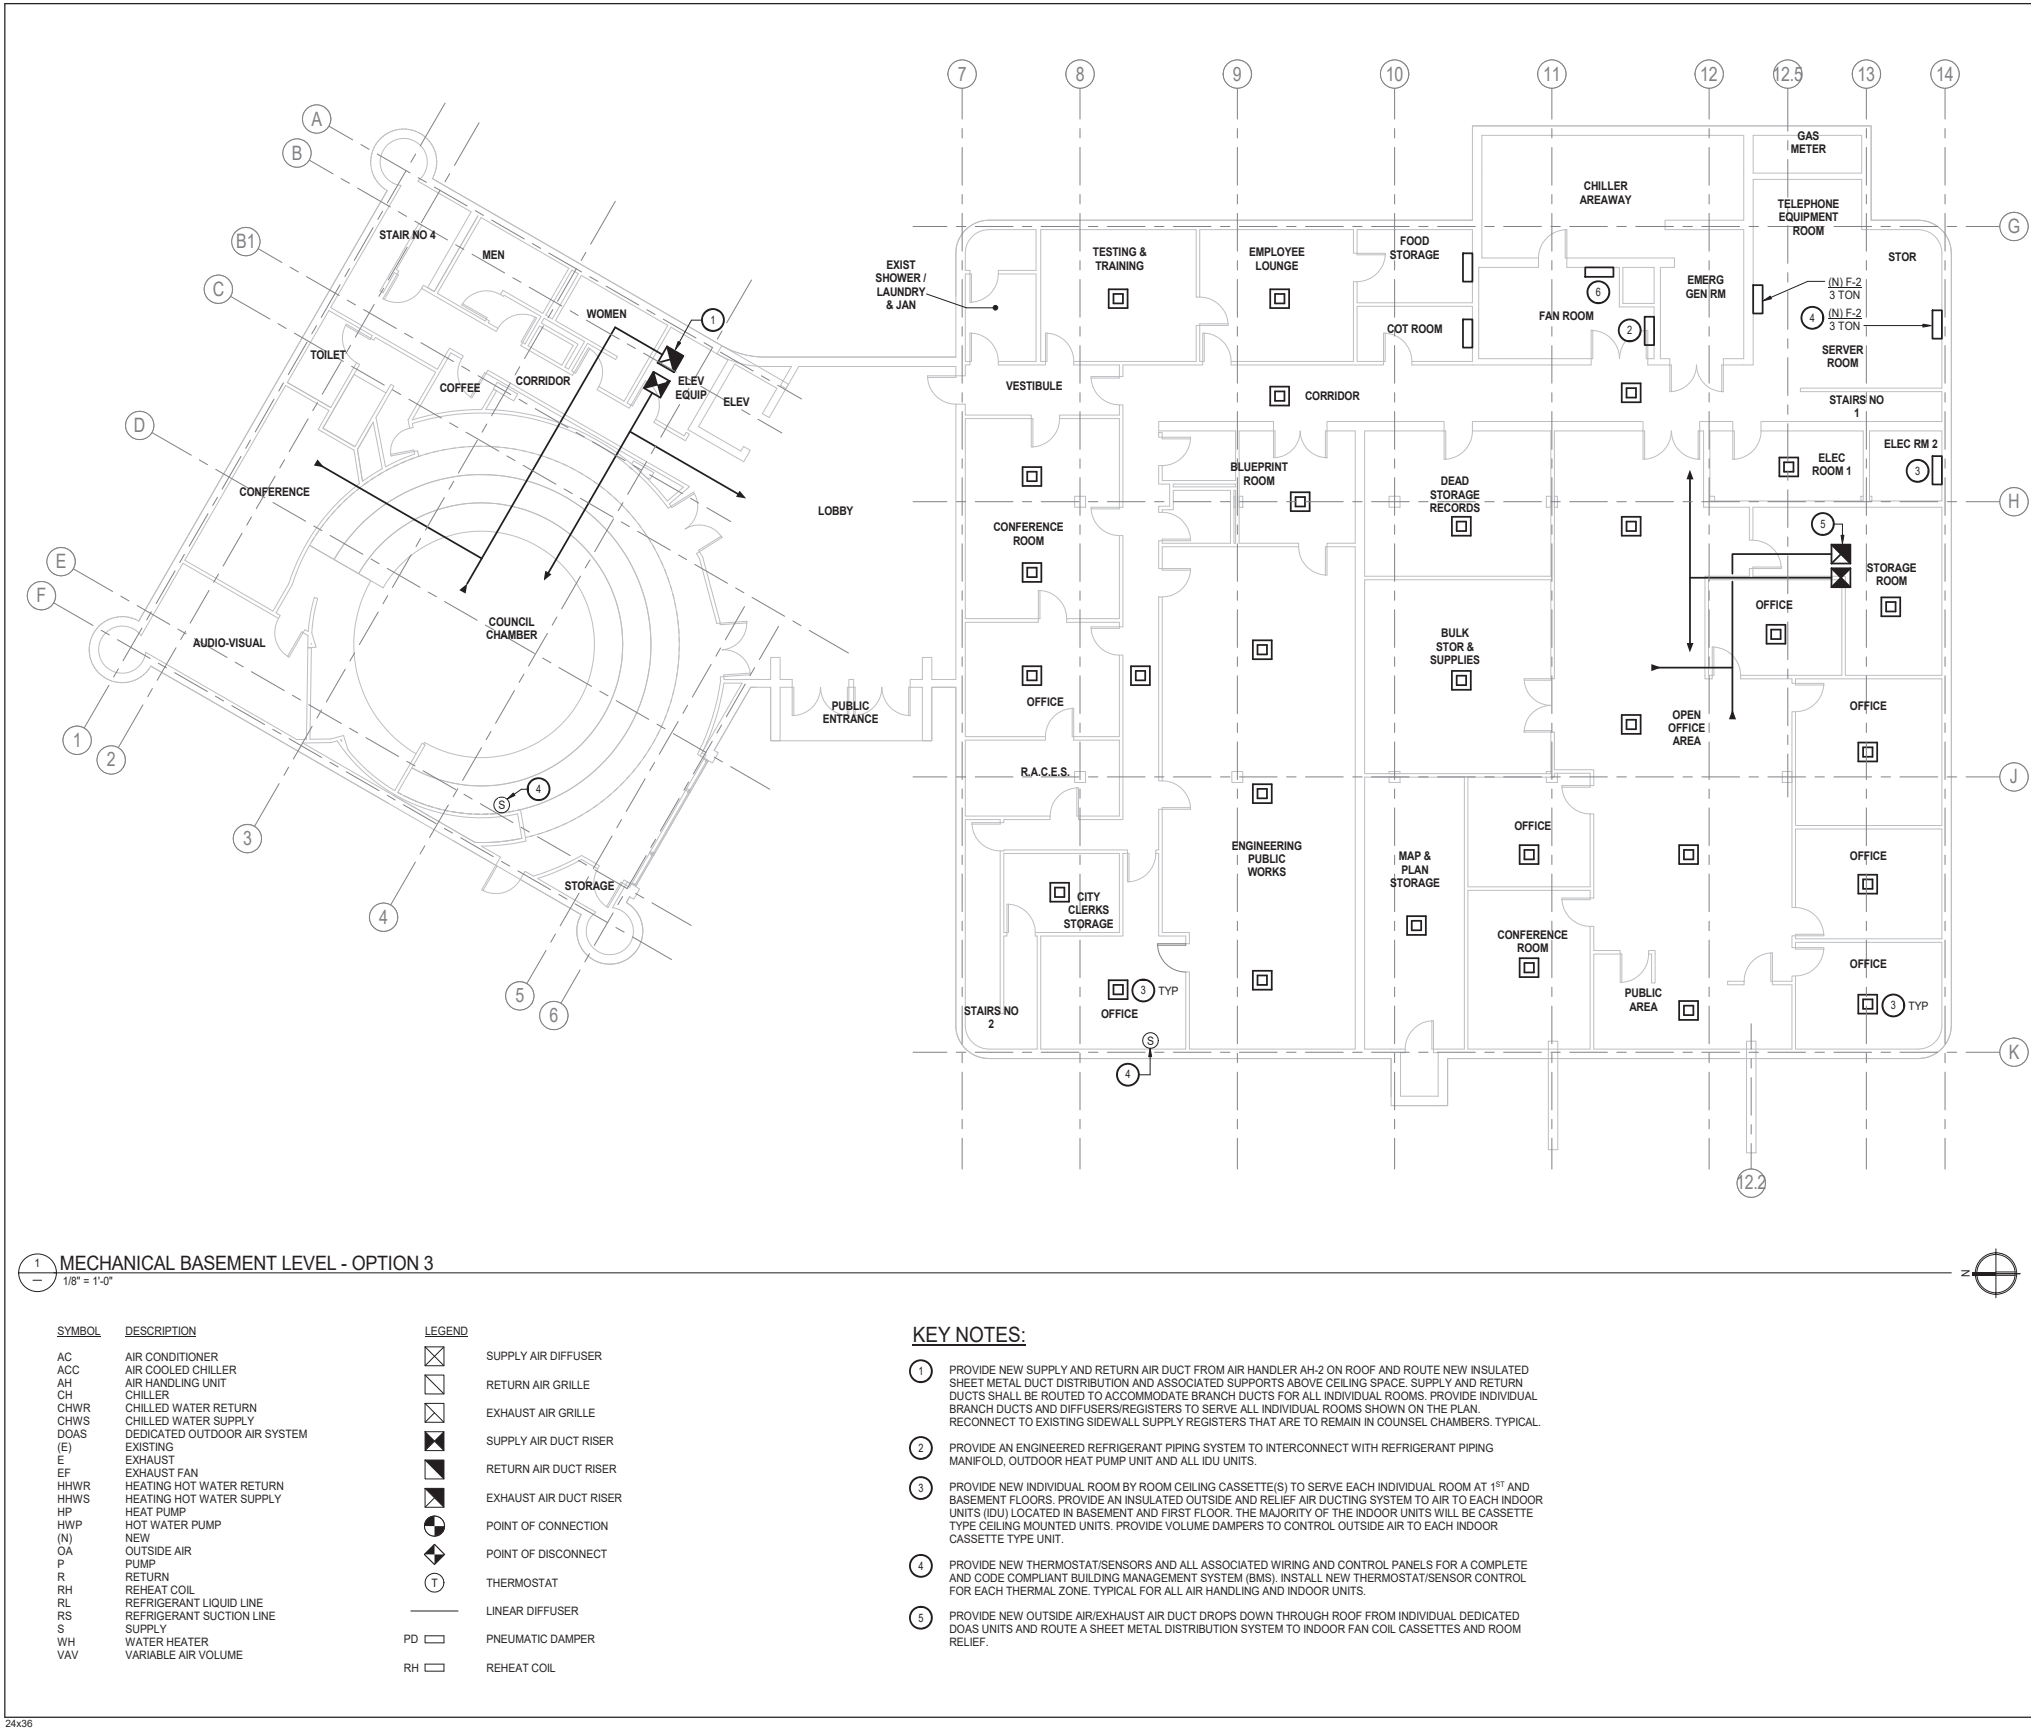 7
8
9
10
11
12
12.5
13
14
A
B
B1
C
D
E
F
G
H
J
K
1
2
3
4
5
6
12.2
STAIR NO 4
MEN
WOMEN
1
TOILET
COFFEE
CORRIDOR
ELEV
EQUIP
ELEV
CONFERENCE
LOBBY
AUDIO-VISUAL
COUNCIL
CHAMBER
PUBLIC
ENTRANCE
S
4
STORAGE
EXIST
SHOWER /
LAUNDRY
& JAN
TESTING &
TRAINING
EMPLOYEE
LOUNGE
FOOD
STORAGE
COT ROOM
CHILLER
AREAWAY
FAN ROOM
6
2
EMERG
GEN RM
GAS
METER
TELEPHONE
EQUIPMENT
ROOM
STOR
(N) F-2
3 TON
4
(N) F-2
3 TON
SERVER
ROOM
STAIRS NO
1
VESTIBULE
CORRIDOR
BLUEPRINT
ROOM
DEAD
STORAGE
RECORDS
ELEC
ROOM 1
ELEC RM 2
3
CONFERENCE
ROOM
5
STORAGE
ROOM
OFFICE
BULK
STOR &
SUPPLIES
OFFICE
OPEN
OFFICE
AREA
OFFICE
R.A.C.E.S.
ENGINEERING
PUBLIC
WORKS
MAP &
PLAN
STORAGE
OFFICE
OFFICE
CITY
CLERKS
STORAGE
CONFERENCE
ROOM
OFFICE
3 TYP
OFFICE
STAIRS NO
2
PUBLIC
AREA
3 TYP
S
4
1
—
MECHANICAL BASEMENT LEVEL - OPTION 3
1/8" = 1'-0"
N
SYMBOL DESCRIPTION
AC AIR CONDITIONER
ACC AIR COOLED CHILLER
AH AIR HANDLING UNIT
CH CHILLER
CHWR CHILLED WATER RETURN
CHWS CHILLED WATER SUPPLY
DOAS DEDICATED OUTDOOR AIR SYSTEM
(E) EXISTING
E EXHAUST
EF EXHAUST FAN
HHWR HEATING HOT WATER RETURN
HHWS HEATING HOT WATER SUPPLY
HP HEAT PUMP
HWP HOT WATER PUMP
(N) NEW
OA OUTSIDE AIR
P PUMP
R RETURN
RH REHEAT COIL
RL REFRIGERANT LIQUID LINE
RS REFRIGERANT SUCTION LINE
S SUPPLY
WH WATER HEATER
VAV VARIABLE AIR VOLUME
LEGEND
SUPPLY AIR DIFFUSER
RETURN AIR GRILLE
EXHAUST AIR GRILLE
SUPPLY AIR DUCT RISER
RETURN AIR DUCT RISER
EXHAUST AIR DUCT RISER
POINT OF CONNECTION
POINT OF DISCONNECT
T THERMOSTAT
LINEAR DIFFUSER
PD PNEUMATIC DAMPER
RH REHEAT COIL
KEY NOTES:
1 PROVIDE NEW SUPPLY AND RETURN AIR DUCT FROM AIR HANDLER AH-2 ON ROOF AND ROUTE NEW INSULATED
SHEET METAL DUCT DISTRIBUTION AND ASSOCIATED SUPPORTS ABOVE CEILING SPACE. SUPPLY AND RETURN
DUCTS SHALL BE ROUTED TO ACCOMMODATE BRANCH DUCTS FOR ALL INDIVIDUAL ROOMS. PROVIDE INDIVIDUAL
BRANCH DUCTS AND DIFFUSERS/REGISTERS TO SERVE ALL INDIVIDUAL ROOMS SHOWN ON THE PLAN.
RECONNECT TO EXISTING SIDEWALL SUPPLY REGISTERS THAT ARE TO REMAIN IN COUNSEL CHAMBERS. TYPICAL.
2 PROVIDE AN ENGINEERED REFRIGERANT PIPING SYSTEM TO INTERCONNECT WITH REFRIGERANT PIPING
MANIFOLD, OUTDOOR HEAT PUMP UNIT AND ALL IDU UNITS.
3 PROVIDE NEW INDIVIDUAL ROOM BY ROOM CEILING CASSETTE(S) TO SERVE EACH INDIVIDUAL ROOM AT 1ST AND
BASEMENT FLOORS. PROVIDE AN INSULATED OUTSIDE AND RELIEF AIR DUCTING SYSTEM TO AIR TO EACH INDOOR
UNITS (IDU) LOCATED IN BASEMENT AND FIRST FLOOR. THE MAJORITY OF THE INDOOR UNITS WILL BE CASSETTE
TYPE CEILING MOUNTED UNITS. PROVIDE VOLUME DAMPERS TO CONTROL OUTSIDE AIR TO EACH INDOOR
CASSETTE TYPE UNIT.
4 PROVIDE NEW THERMOSTAT/SENSORS AND ALL ASSOCIATED WIRING AND CONTROL PANELS FOR A COMPLETE
AND CODE COMPLIANT BUILDING MANAGEMENT SYSTEM (BMS). INSTALL NEW THERMOSTAT/SENSOR CONTROL
FOR EACH THERMAL ZONE. TYPICAL FOR ALL AIR HANDLING AND INDOOR UNITS.
5 PROVIDE NEW OUTSIDE AIR/EXHAUST AIR DUCT DROPS DOWN THROUGH ROOF FROM INDIVIDUAL DEDICATED
DOAS UNITS AND ROUTE A SHEET METAL DISTRIBUTION SYSTEM TO INDOOR FAN COIL CASSETTES AND ROOM
RELIEF.
24x36